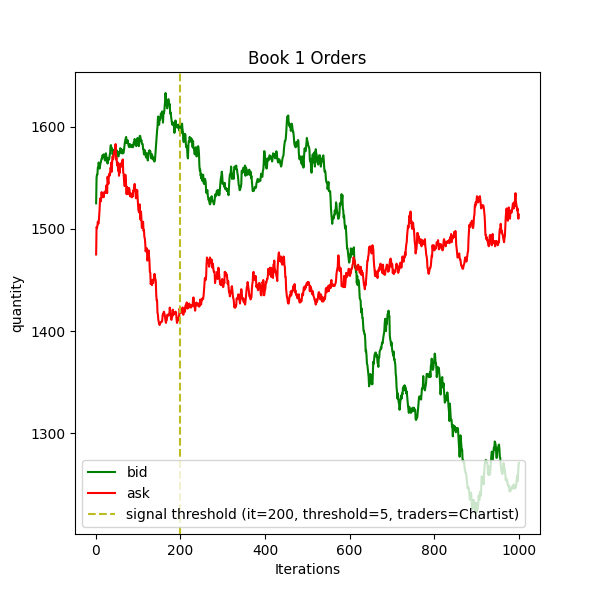 Book 1 Orders
quantity
1600
1500
1400
1300
bid
ask
signal threshold (it=200, threshold=5, traders=Chartist)
0 200 400 600 800 1000
Iterations